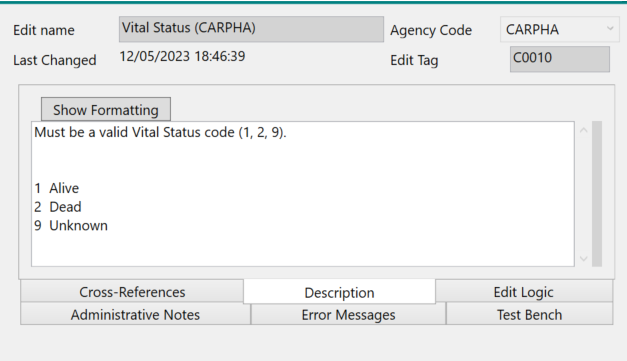 Edit name Vital Status (CARPHA) Agency Code CARPHA
Last Changed 12/05/2023 18:46:39 Edit Tag C0010
Show Formatting
Must be a valid Vital Status code (1, 2, 9).
1 Alive
2 Dead
9 Unknown
Cross-References Description Edit Logic
Administrative Notes Error Messages Test Bench